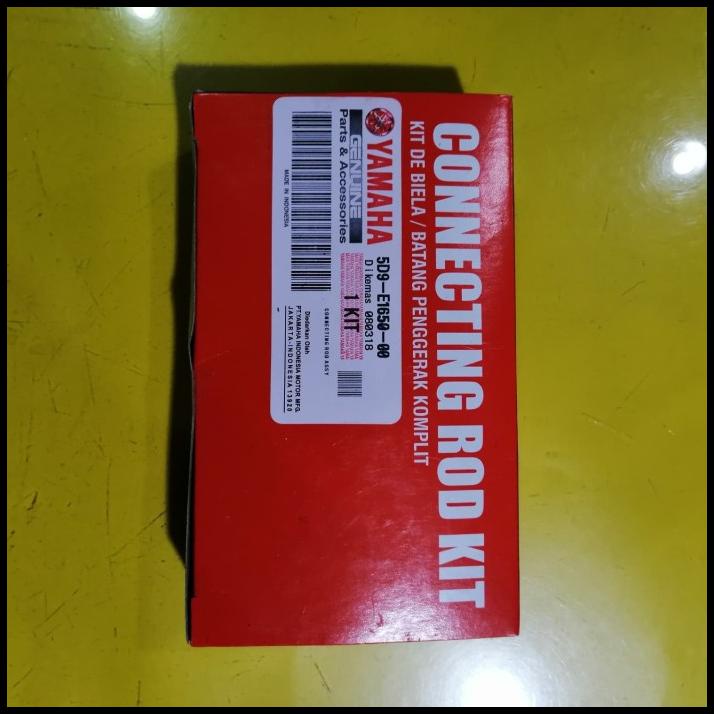 CONNECTING ROD KIT
KIT DE BIELA / BATANG PENGGERAK KOMPLIT
YAMAHA
GENUINE
Parts & Accessories
MADE IN INDONESIA
5D9-E1650-00
Dikemas 080318
1 KIT
CONNECTING ROD ASSY
Diedarkan Oleh
PT.YAMAHA INDONESIA MOTOR MFG.
JAKARTA-INDONESIA 13920